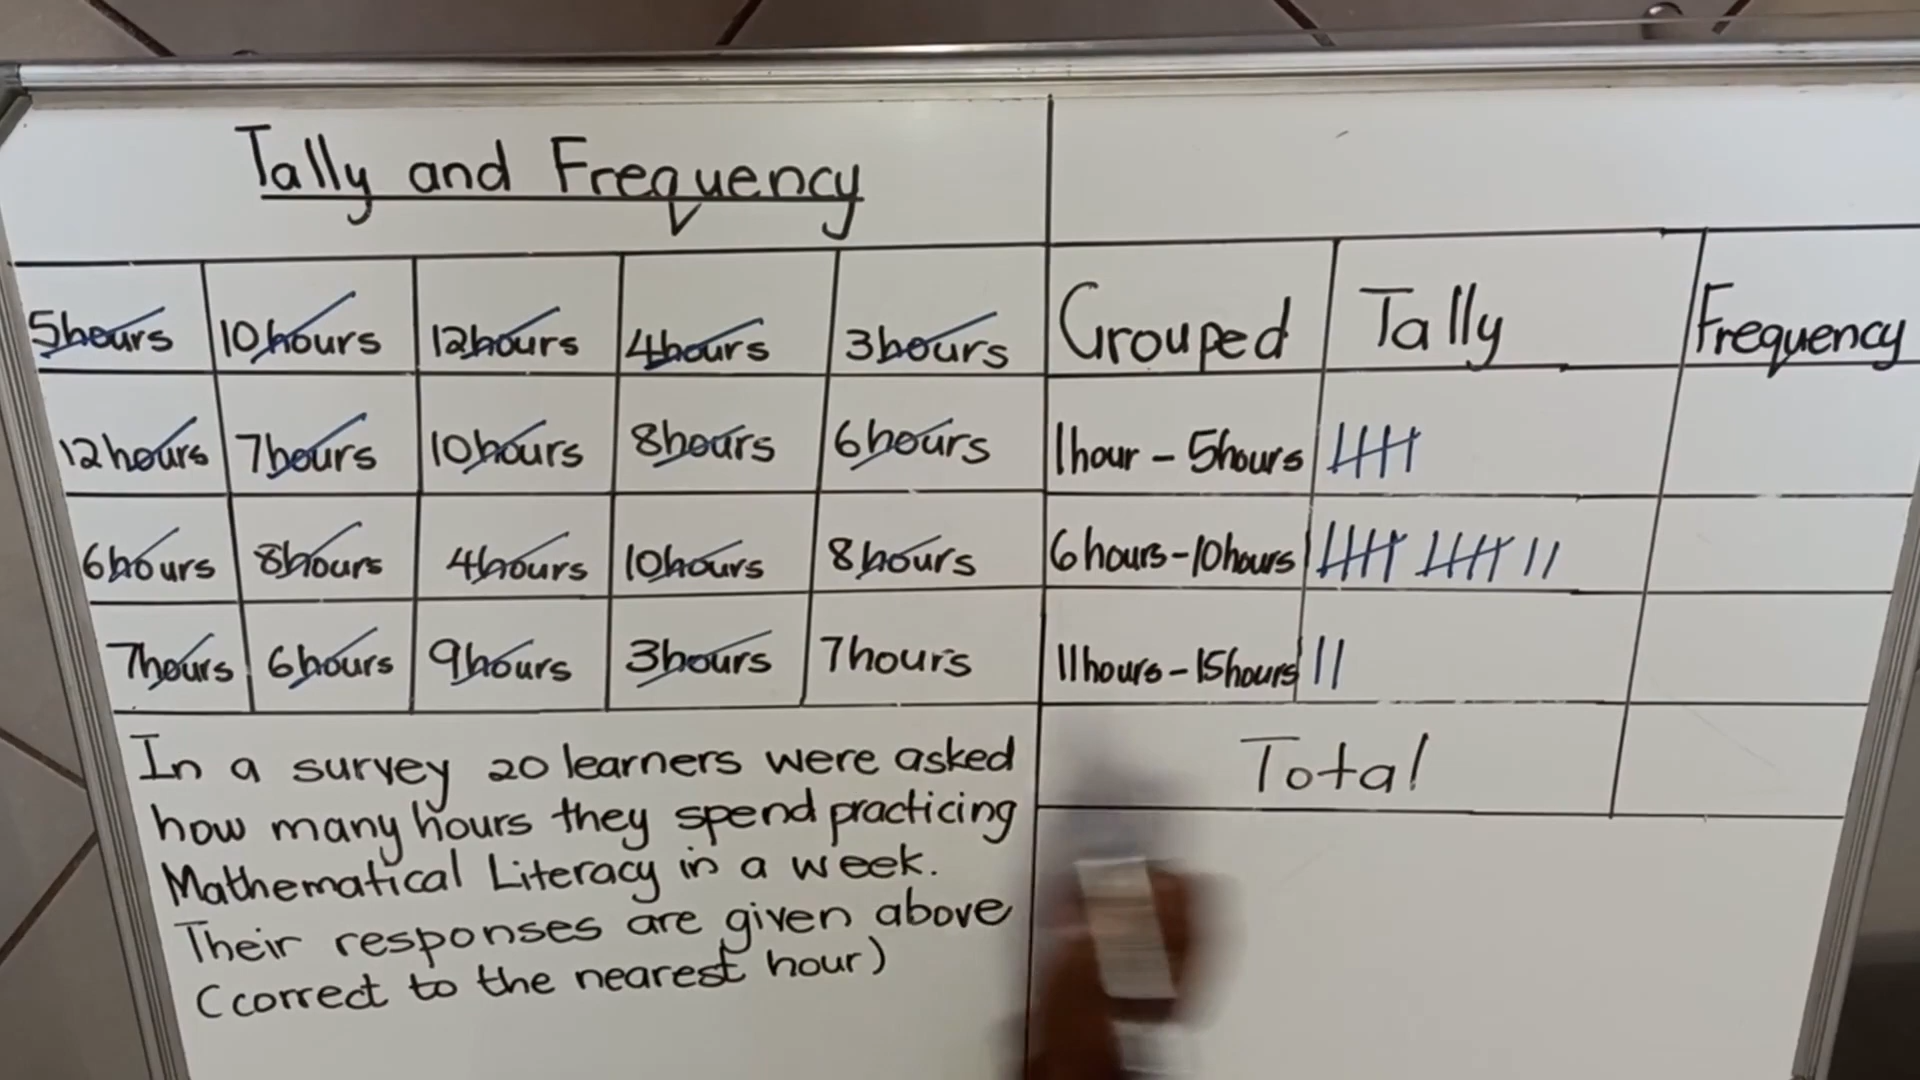 Tally and Frequency
5hours 10hours 12hours 4hours 3hours
12hours 7hours 10hours 8hours 6hours
6hours 8hours 4hours 10hours 8hours
7hours 6hours 9hours 3hours 7hours
In a survey 20 learners were asked
how many hours they spend practicing
Mathematical Literacy in a week.
Their responses are given above
(correct to the nearest hour)
Grouped Tally Frequency
1hour - 5hours
6hours - 10hours
11hours - 15hours
Total